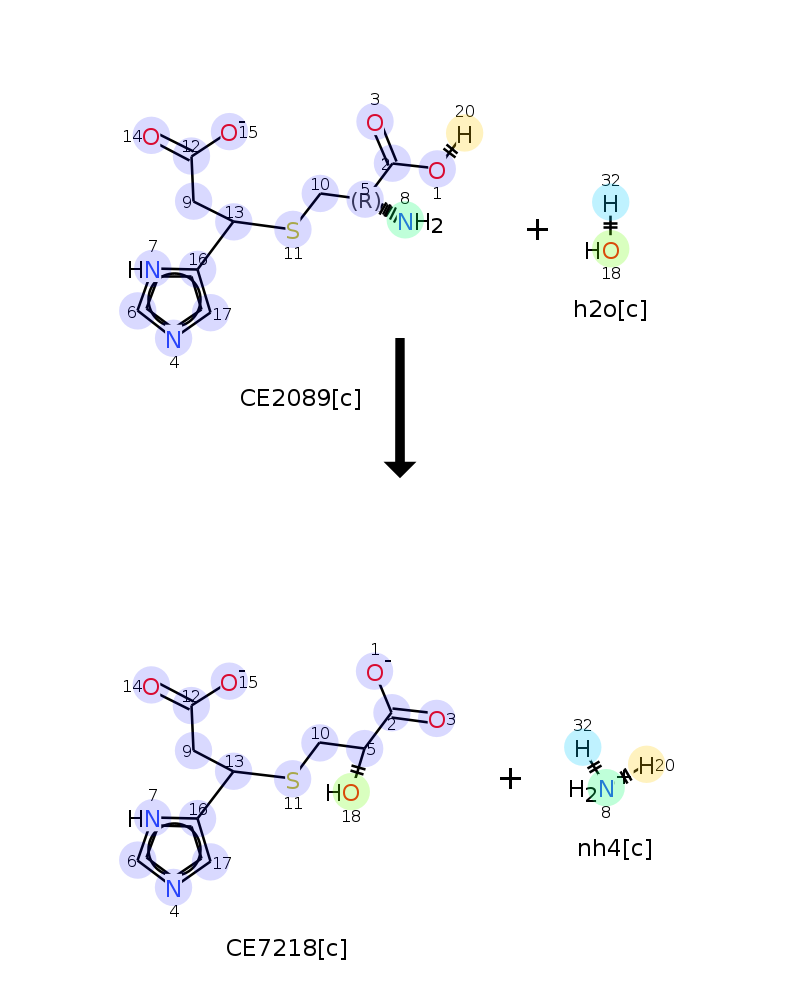 3
20
14 O 12 O- 15
O
H
2
O
1
32
H
10
5
(R)
8
NH2
9
13
S
11
+
HO
18
h2o[c]
7
HN
16
6
17
N
4
CE2089[c]
1
O-
14 O 12 O- 15
2
O 3
32
H
9
13
10
5
S
11
HO
18
+
H 20
H2N
8
nh4[c]
7
HN
16
6
17
N
4
CE7218[c]